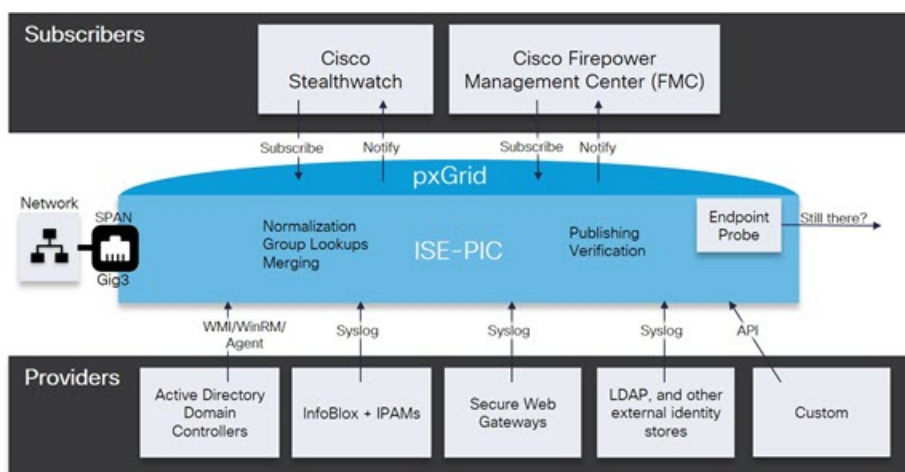 Subscribers
Cisco
Stealthwatch
Cisco Firepower
Management Center (FMC)
Subscribe
Notify
Subscribe
Notify
pxGrid
Network
SPAN
Gig3
Normalization
Group Lookups
Merging
ISE-PIC
Publishing
Verification
Endpoint
Probe
Still there?
WMI/WinRM/
Agent
Syslog
Syslog
Syslog
API
Providers
Active Directory
Domain
Controllers
InfoBlox + IPAMs
Secure Web
Gateways
LDAP, and other
external identity
stores
Custom